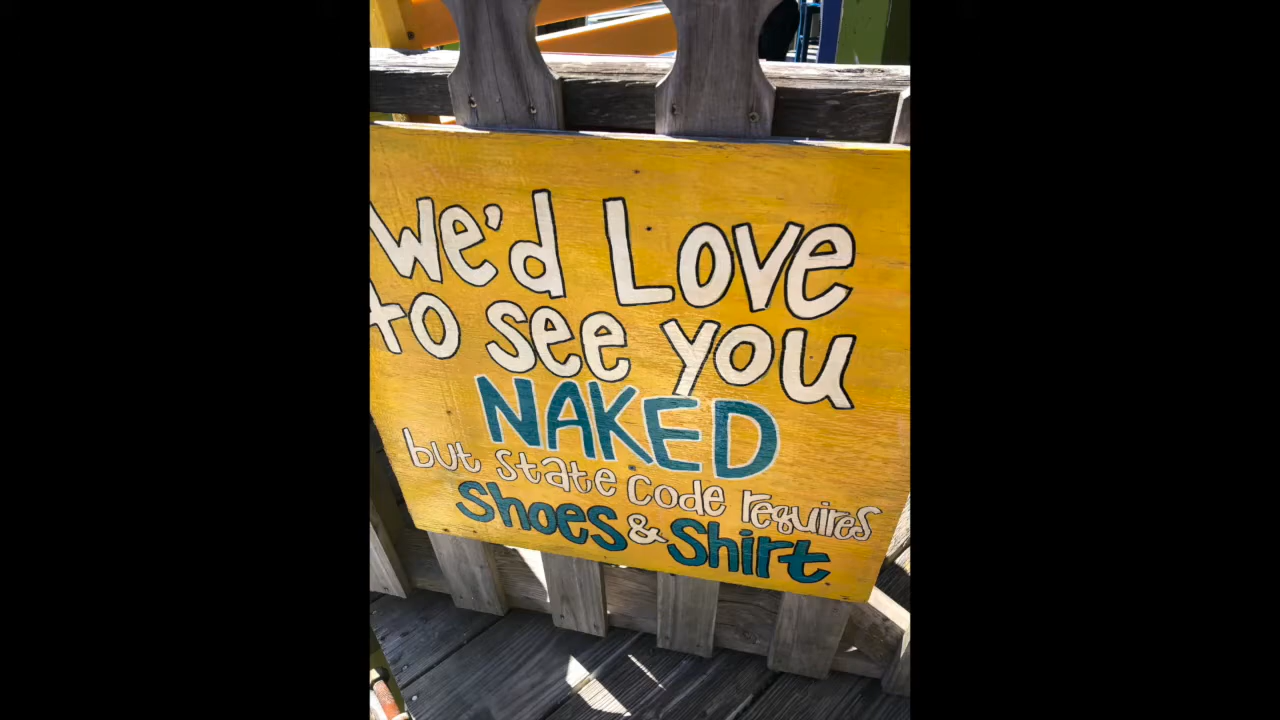 We'd Love
to see you
NAKED
but state code requires
Shoes & Shirt